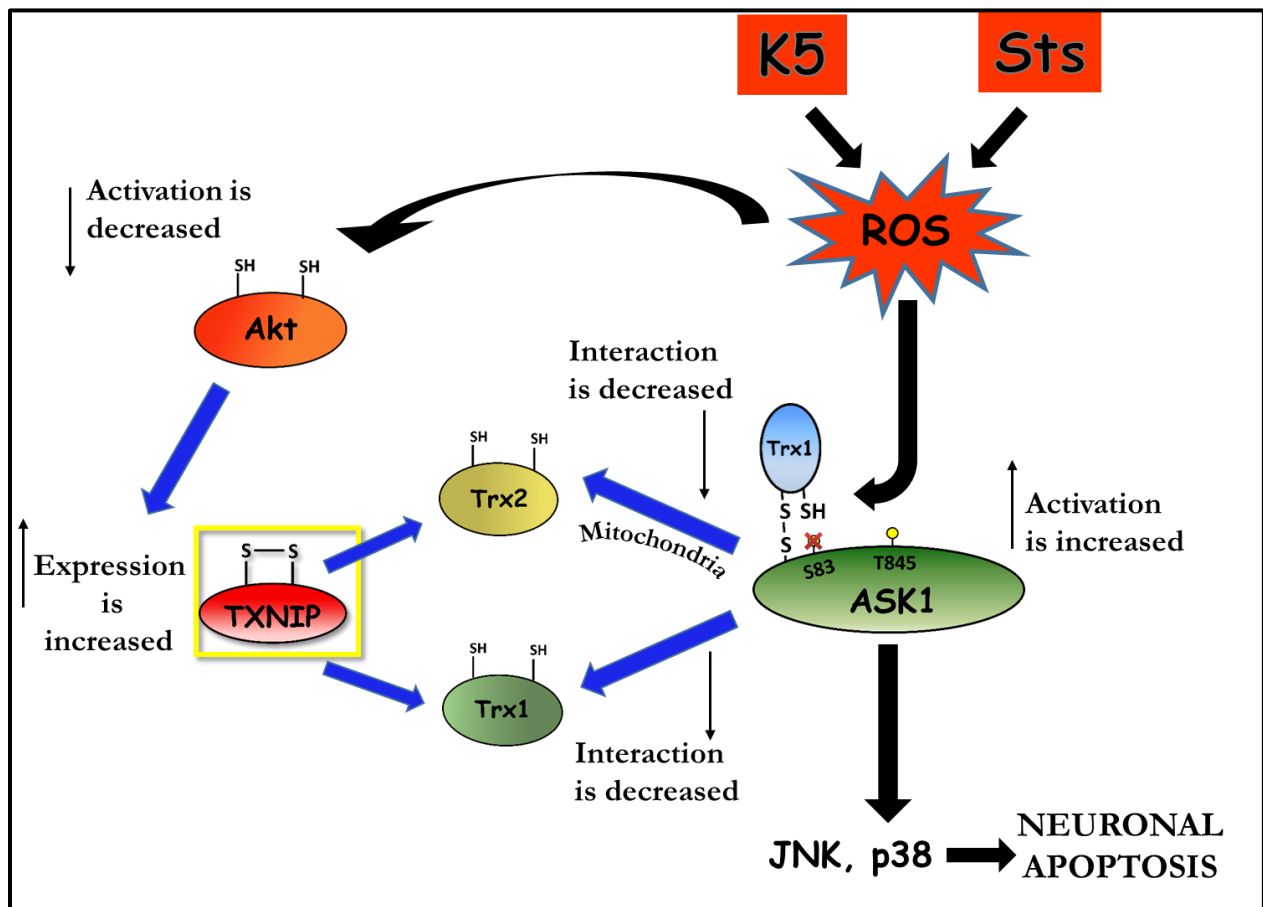 K5
Sts
ROS
Activation is
decreased
SH
SH
Akt
Interaction
is decreased
Trx1
S
SH
S
S83
T845
ASK1
Activation
is increased
SH
SH
Trx2
Mitochondria
Expression
is
increased
S
S
TXNIP
SH
SH
Trx1
Interaction
is decreased
JNK, p38
NEURONAL
APOPTOSIS